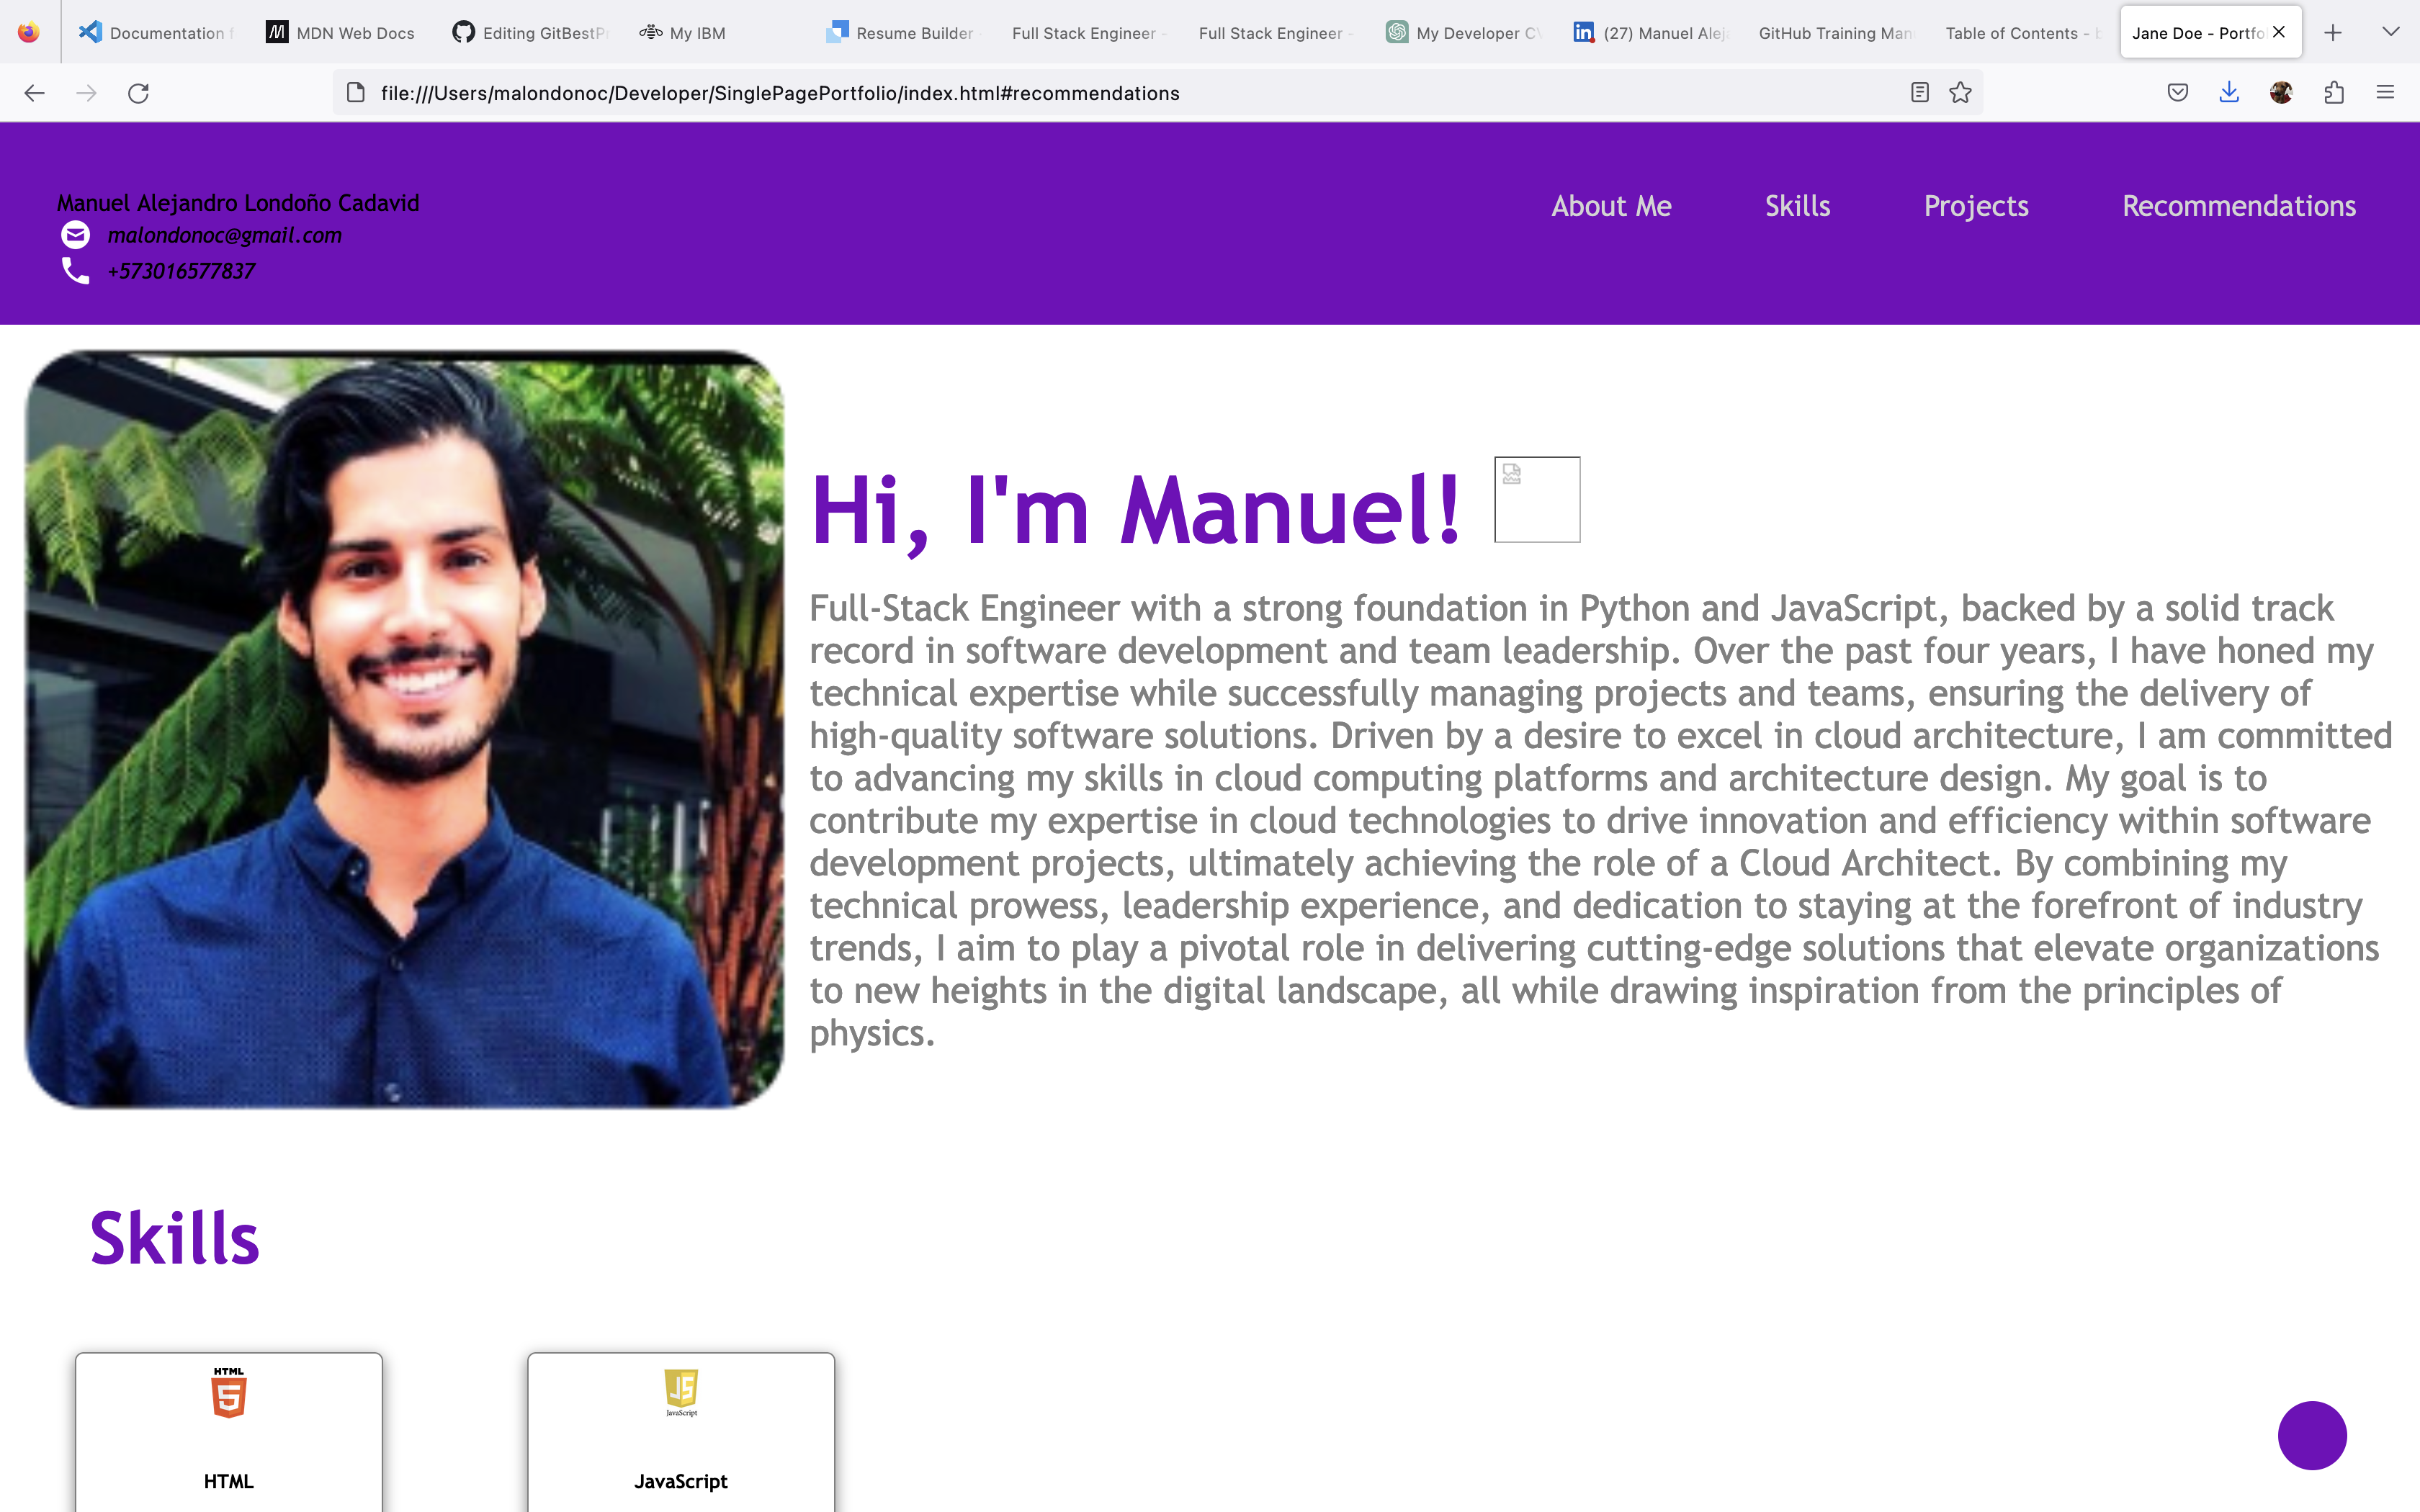 Documentation f
MDN Web Docs
Editing GitBestPr
My IBM
Resume Builder -
Full Stack Engineer -
Full Stack Engineer -
My Developer CV
(27) Manuel Alej
GitHub Training Man
Table of Contents - b
Jane Doe - Portfo
file:///Users/malondonoc/Developer/SinglePagePortfolio/index.html#recommendations
Manuel Alejandro Londoño Cadavid
malondonoc@gmail.com
+573016577837
About Me
Skills
Projects
Recommendations
Hi, I'm Manuel!
Full-Stack Engineer with a strong foundation in Python and JavaScript, backed by a solid track
record in software development and team leadership. Over the past four years, I have honed my
technical expertise while successfully managing projects and teams, ensuring the delivery of
high-quality software solutions. Driven by a desire to excel in cloud architecture, I am committed
to advancing my skills in cloud computing platforms and architecture design. My goal is to
contribute my expertise in cloud technologies to drive innovation and efficiency within software
development projects, ultimately achieving the role of a Cloud Architect. By combining my
technical prowess, leadership experience, and dedication to staying at the forefront of industry
trends, I aim to play a pivotal role in delivering cutting-edge solutions that elevate organizations
to new heights in the digital landscape, all while drawing inspiration from the principles of
physics.
Skills
HTML
5
HTML
JS
JavaScript
JavaScript